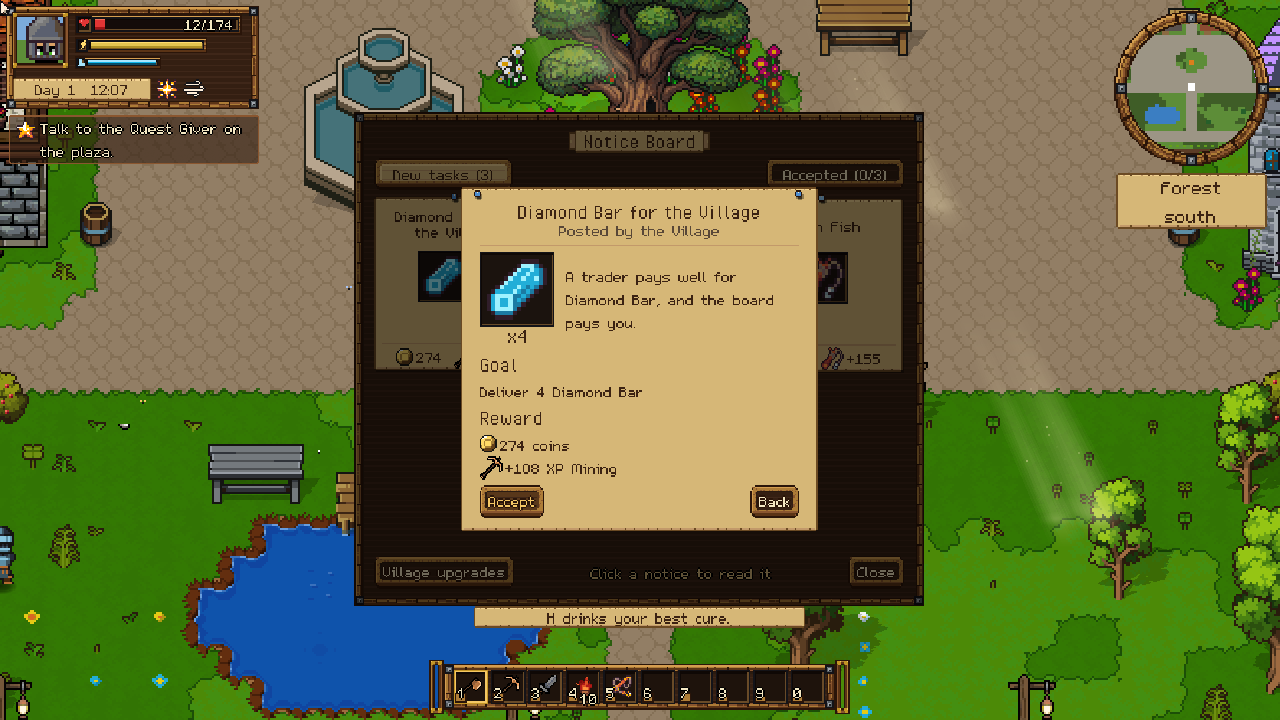 12/174
Day 1 12:07
Talk to the Quest Giver on
the plaza.
Forest
south
Notice Board
New tasks (3)
Accepted (0/3)
Diamond
Fish
274
+155
Diamond Bar for the Village
Posted by the Village
A trader pays well for
Diamond Bar, and the board
pays you.
x4
Goal
Deliver 4 Diamond Bar
Reward
274 coins
+108 XP Mining
Accept
Back
Village upgrades
Click a notice to read it
Close
H drinks your best cure.
1 2 3 4 10 5 6 7 8 9 0